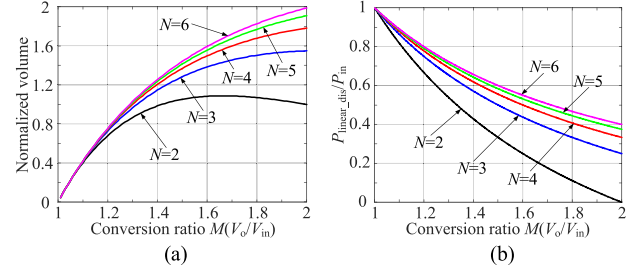 2
1.6
1.2
0.8
0.4
0
1
1.2
1.4
1.6
1.8
2
Normalized volume
N=6
N=5
N=4
N=3
N=2
Conversion ratio M(Vo/Vin)
(a)
1
0.8
0.6
0.4
0.2
0
1
1.2
1.4
1.6
1.8
2
Plinear_dis/Pin
N=6
N=5
N=2
N=3
N=4
Conversion ratio M(Vo/Vin)
(b)